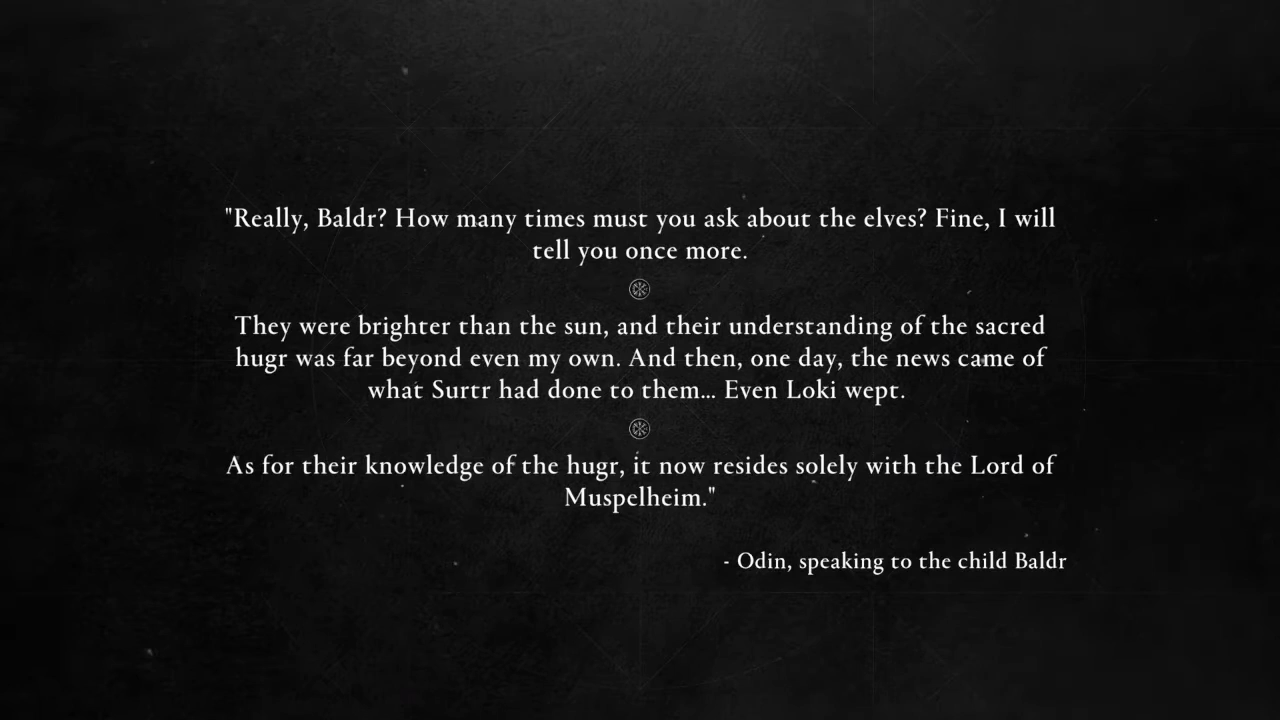 "Really, Baldr? How many times must you ask about the elves? Fine, I will
tell you once more.
They were brighter than the sun, and their understanding of the sacred
hugr was far beyond even my own. And then, one day, the news came of
what Surtr had done to them... Even Loki wept.
As for their knowledge of the hugr, it now resides solely with the Lord of
Muspelheim."
- Odin, speaking to the child Baldr